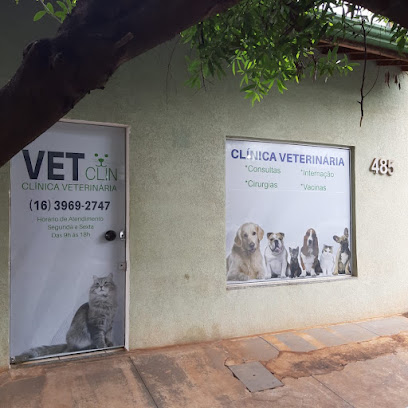 VET CLIN
CLÍNICA VETERINÁRIA
(16) 3969-2747
Horário de Atendimento
Segunda a Sexta
Das 9h às 18h
CLÍNICA VETERINÁRIA
*Consultas *Internação
*Cirurgias *Vacinas
485